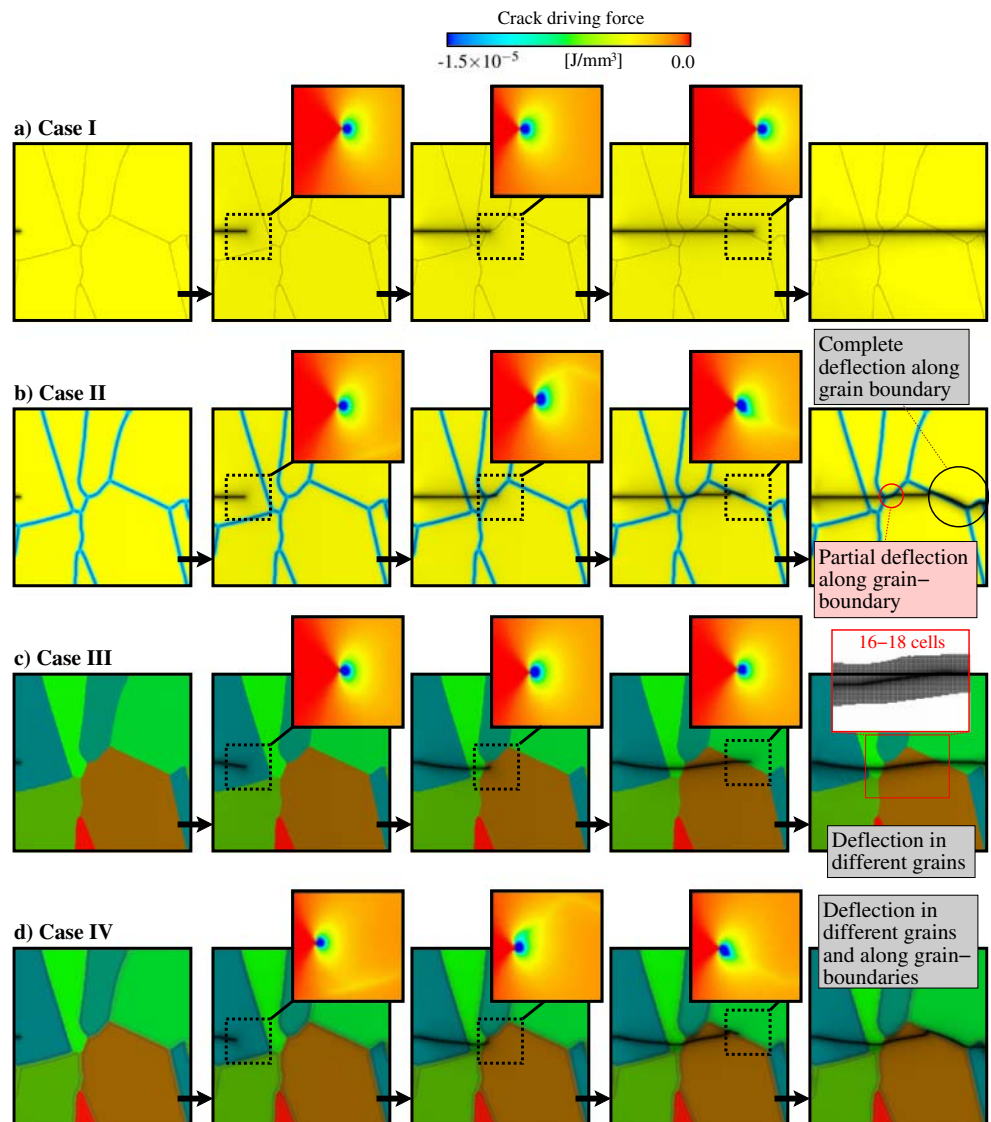 Crack driving force
-1.5×10⁻⁵ [J/mm³] 0.0
a) Case I
b) Case II
Complete
deflection along
grain boundary
Partial deflection
along grain–
boundary
c) Case III
16–18 cells
Deflection in
different grains
d) Case IV
Deflection in
different grains
and along grain–
boundaries